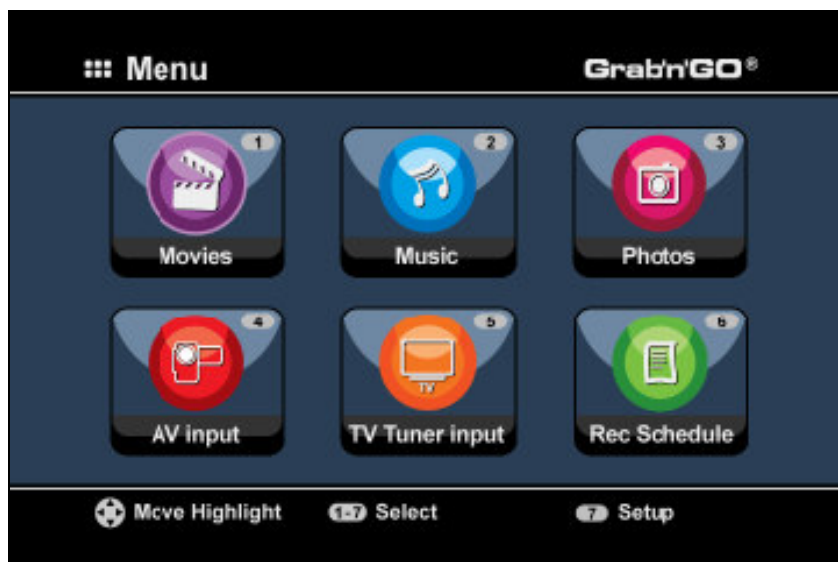 Menu
Grab'n'GO®
1
2
3
Movies
Music
Photos
4
5
6
TV
AV input
TV Tuner input
Rec Schedule
Move Highlight
1-7 Select
7 Setup